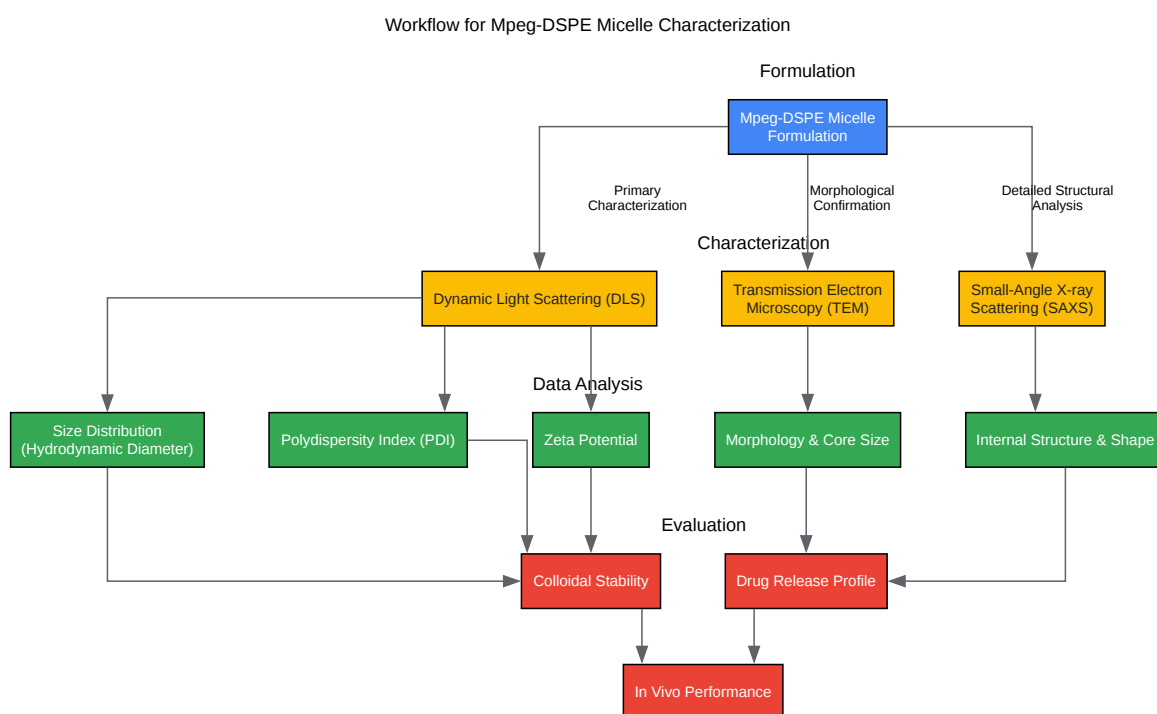 Workflow for Mpeg-DSPE Micelle Characterization
Formulation
Mpeg-DSPE Micelle
Formulation
Primary
Characterization
Morphological
Confirmation
Detailed Structural
Analysis
Characterization
Dynamic Light Scattering (DLS)
Transmission Electron
Microscopy (TEM)
Small-Angle X-ray
Scattering (SAXS)
Data Analysis
Size Distribution
(Hydrodynamic Diameter)
Polydispersity Index (PDI)
Zeta Potential
Morphology & Core Size
Internal Structure & Shape
Evaluation
Colloidal Stability
Drug Release Profile
In Vivo Performance